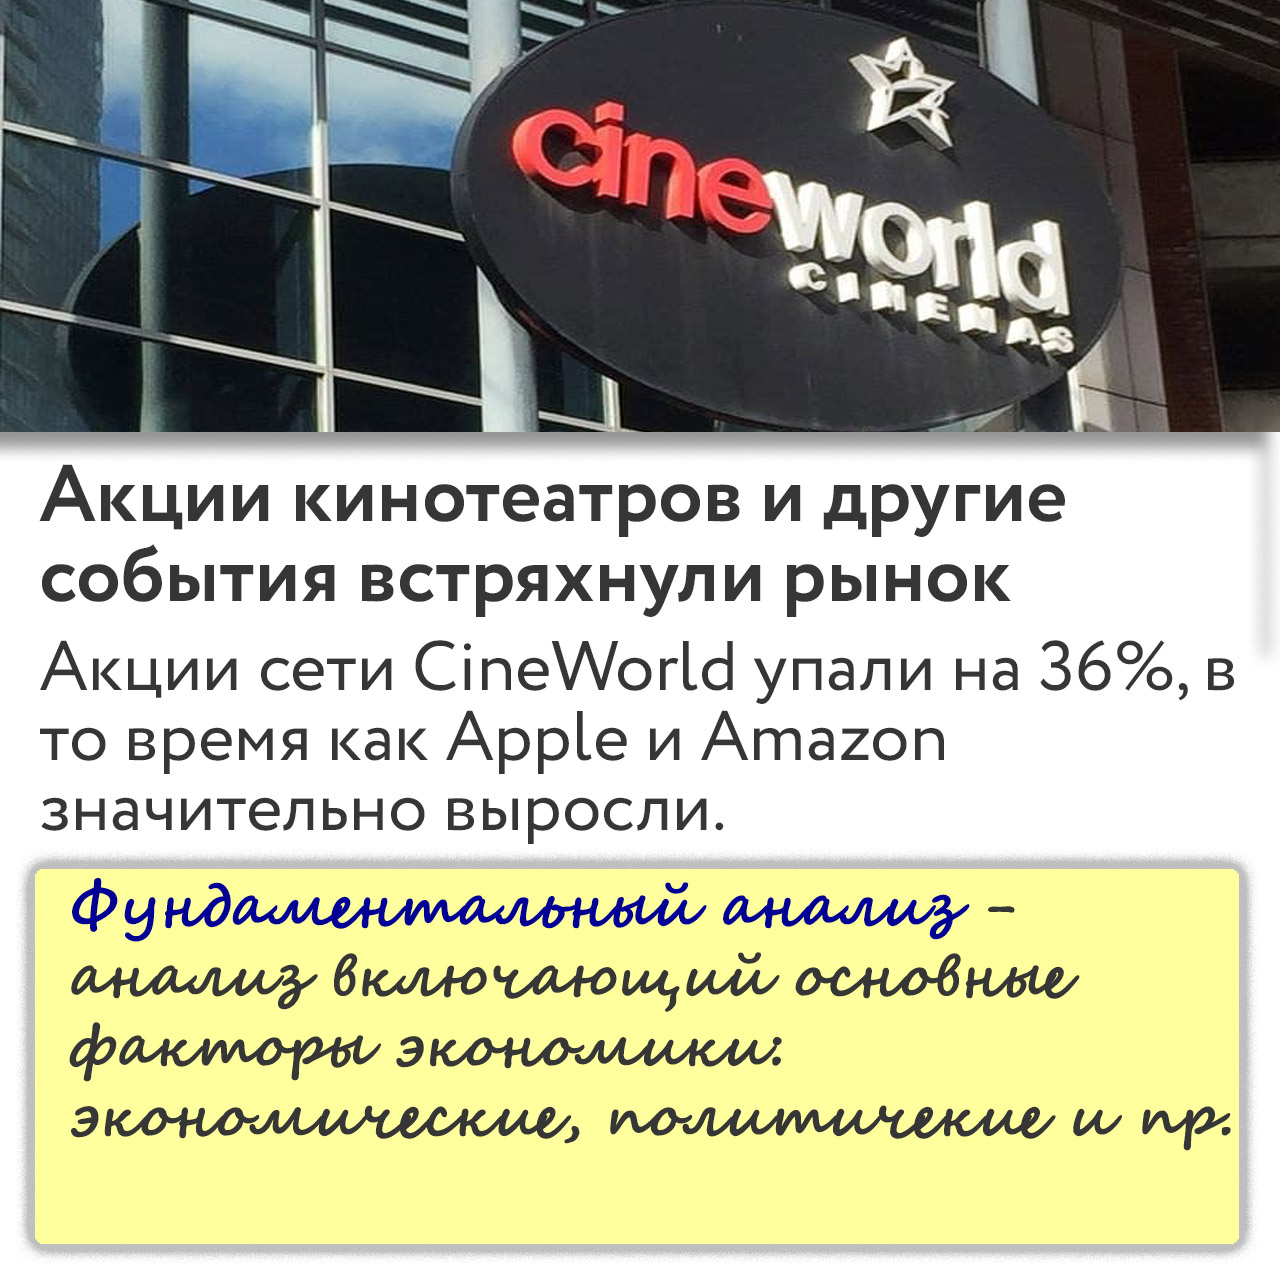 cineworld
CINEMAS
Акции кинотеатров и другие
события встряхнули рынок
Акции сети CineWorld упали на 36%, в
то время как Apple и Amazon
значительно выросли.
Фундаментальный анализ –
анализ включающий основные
факторы экономики:
экономические, политичекие и пр.